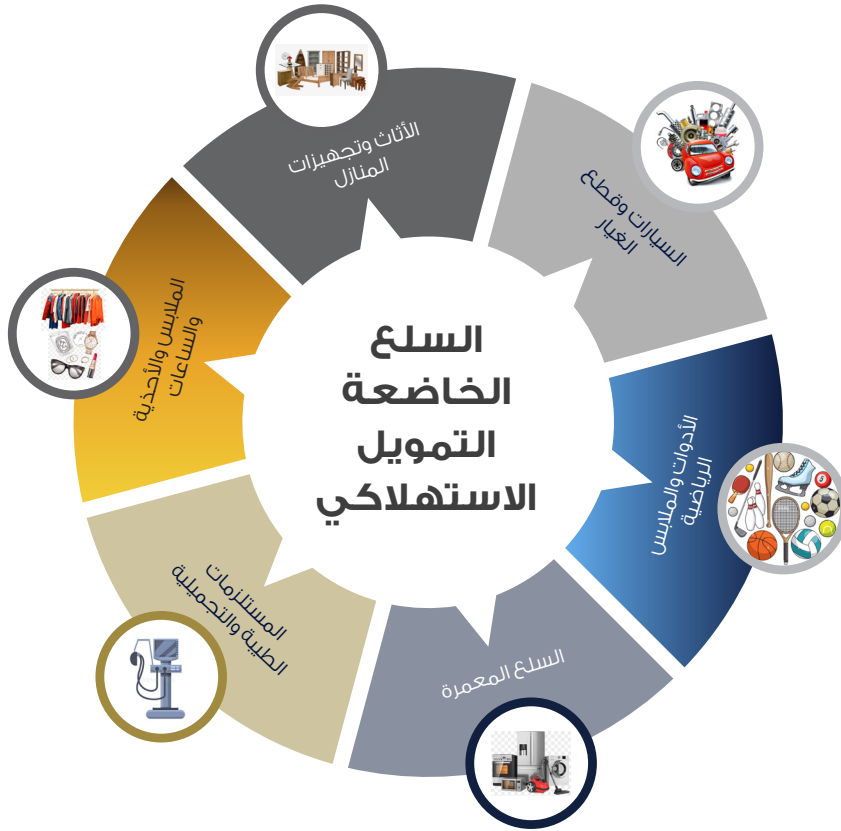 السلع
الخاضعة
التمويل
الاستهلاكي
السيارات وقطع
الغيار
الأدوات والملابس
الرياضية
السلع المعمرة
المستلزمات
الطبية والتجميلية
الملابس والأحذية
والساعات
الأثاث وتجهيزات
المنازل